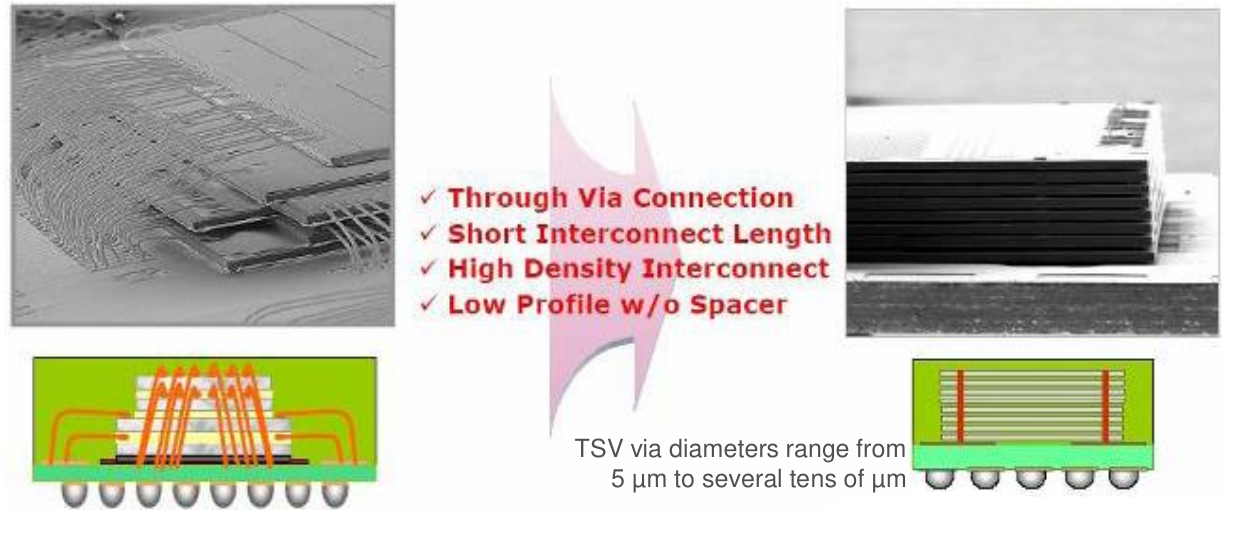 ✓ Through Via Connection
✓ Short Interconnect Length
✓ High Density Interconnect
✓ Low Profile w/o Spacer
TSV via diameters range from
5 µm to several tens of µm